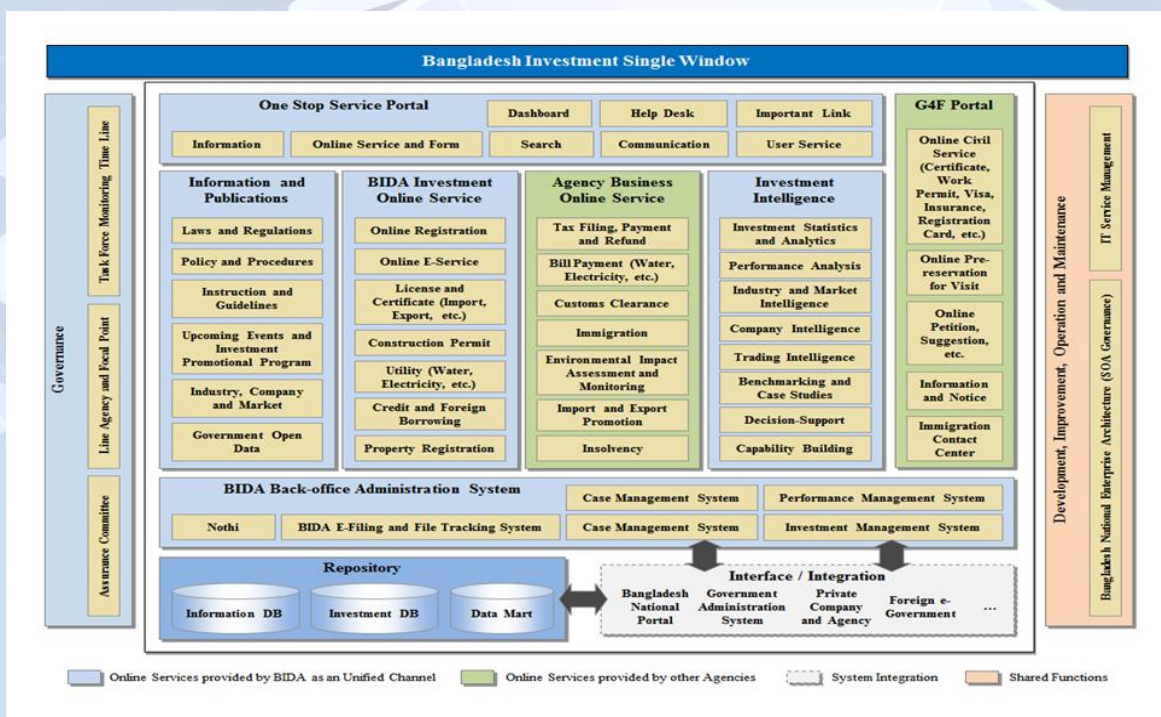 Bangladesh Investment Single Window
Governance
Task Force Monitoring Time Line
Line Agency and Focal Point
Assurance Committee
One Stop Service Portal
Dashboard
Help Desk
Important Link
Information
Online Service and Form
Search
Communication
User Service
Information and
Publications
Laws and Regulations
Policy and Procedures
Instruction and
Guidelines
Upcoming Events and
Investment
Promotional Program
Industry, Company
and Market
Government Open
Data
BIDA Investment
Online Service
Online Registration
Online E-Service
License and
Certificate (Import,
Export, etc.)
Construction Permit
Utility (Water,
Electricity, etc.)
Credit and Foreign
Borrowing
Property Registration
Agency Business
Online Service
Tax Filing, Payment
and Refund
Bill Payment (Water,
Electricity, etc.)
Customs Clearance
Immigration
Environmental Impact
Assessment and
Monitoring
Import and Export
Promotion
Insolvency
Investment
Intelligence
Investment Statistics
and Analytics
Performance Analysis
Industry and Market
Intelligence
Company Intelligence
Trading Intelligence
Benchmarking and
Case Studies
Decision-Support
Capability Building
G4F Portal
Online Civil
Service
(Certificate,
Work
Permit, Visa,
Insurance,
Registration
Card, etc.)
Online Pre-
reservation
for Visit
Online
Petition,
Suggestion,
etc.
Information
and Notice
Immigration
Contact
Center
BIDA Back-office Administration System
Case Management System
Performance Management System
Nothi
BIDA E-Filing and File Tracking System
Case Management System
Investment Management System
Repository
Information DB
Investment DB
Data Mart
Interface / Integration
Bangladesh
National
Portal
Government
Administration
System
Private
Company
and Agency
Foreign e-
Government
...
Development, Improvement, Operation and Maintenance
IT Service Management
Bangladesh National Enterprise Architecture (SOA Governance)
Online Services provided by BIDA as an Unified Channel
Online Services provided by other Agencies
System Integration
Shared Functions